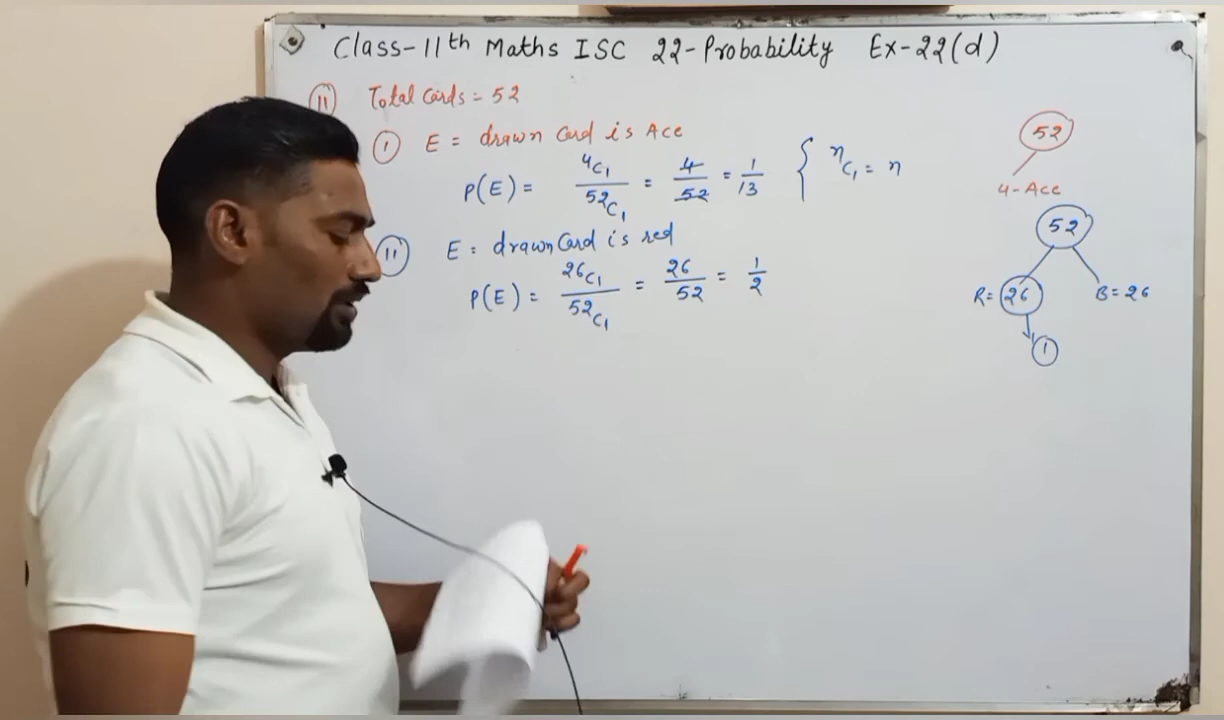 Class-11th Maths ISC 22-Probability Ex-22(d)
11 Total Cards = 52
I E = drawn Card is Ace
P(E) = ⁴C₁ / ⁵²C₁ = 4/52 = 1/13 { ⁿC₁ = n
II E = drawn Card is red
P(E) = ²⁶C₁ / ⁵²C₁ = 26/52 = 1/2
52
4-Ace
52
R = 26 B = 26
1